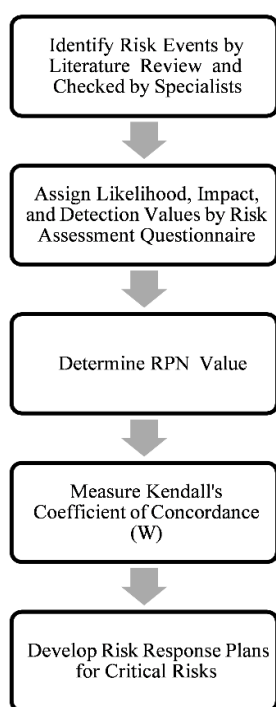 Identify Risk Events by
Literature Review and
Checked by Specialists
Assign Likelihood, Impact,
and Detection Values by Risk
Assessment Questionnaire
Determine RPN Value
Measure Kendall's
Coefficient of Concordance
(W)
Develop Risk Response Plans
for Critical Risks